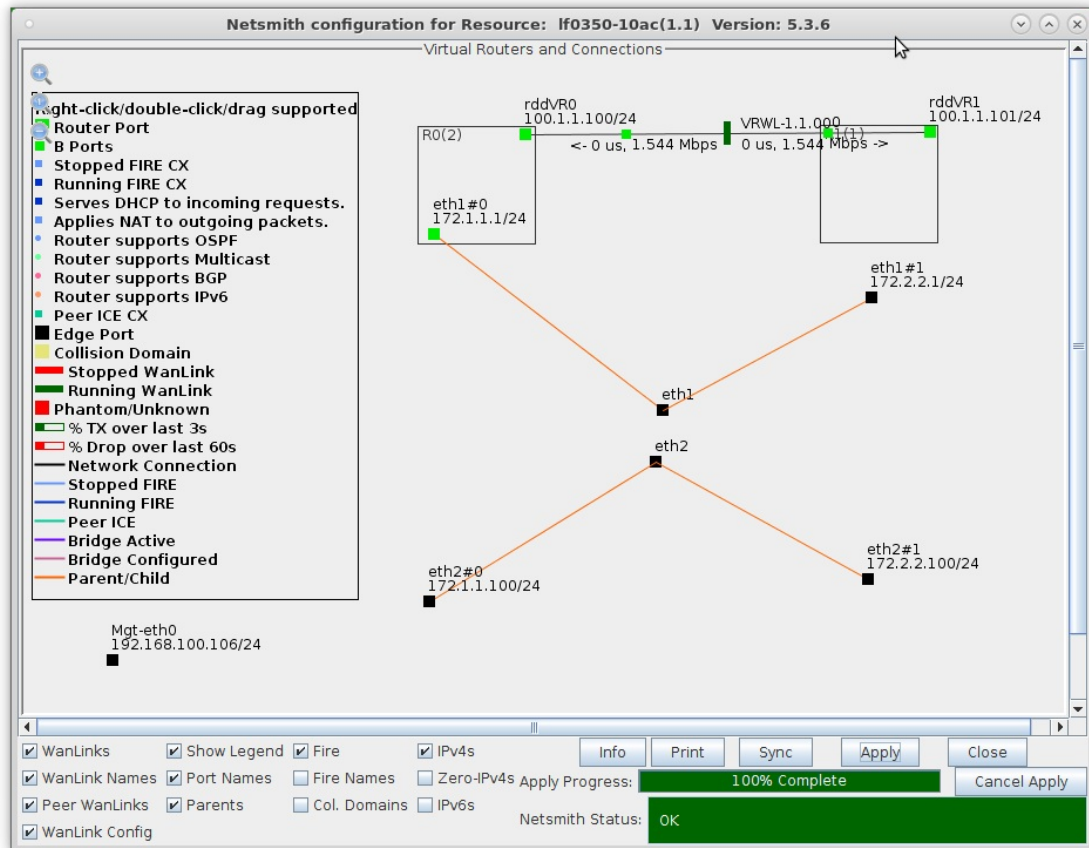 Netsmith configuration for Resource: lf0350-10ac(1.1) Version: 5.3.6
Virtual Routers and Connections
ight-click/double-click/drag supported
Router Port
B Ports
Stopped FIRE CX
Running FIRE CX
Serves DHCP to incoming requests.
Applies NAT to outgoing packets.
Router supports OSPF
Router supports Multicast
Router supports BGP
Router supports IPv6
Peer ICE CX
Edge Port
Collision Domain
Stopped WanLink
Running WanLink
Phantom/Unknown
% TX over last 3s
% Drop over last 60s
Network Connection
Stopped FIRE
Running FIRE
Peer ICE
Bridge Active
Bridge Configured
Parent/Child
rddVR0
100.1.1.100/24
R0(2)
VRWL-1.1.000
<- 0 us, 1.544 Mbps
0 us, 1.544 Mbps ->
rddVR1
100.1.1.101/24
1(1)
eth1#0
172.1.1.1/24
eth1#1
172.2.2.1/24
eth1
eth2
eth2#0
172.1.1.100/24
eth2#1
172.2.2.100/24
Mgt-eth0
192.168.100.106/24
WanLinks
Show Legend
Fire
IPv4s
Info
Print
Sync
Apply
Close
WanLink Names
Port Names
Fire Names
Zero-IPv4s
Apply Progress:
100% Complete
Cancel Apply
Peer WanLinks
Parents
Col. Domains
IPv6s
Netsmith Status:
OK
WanLink Config